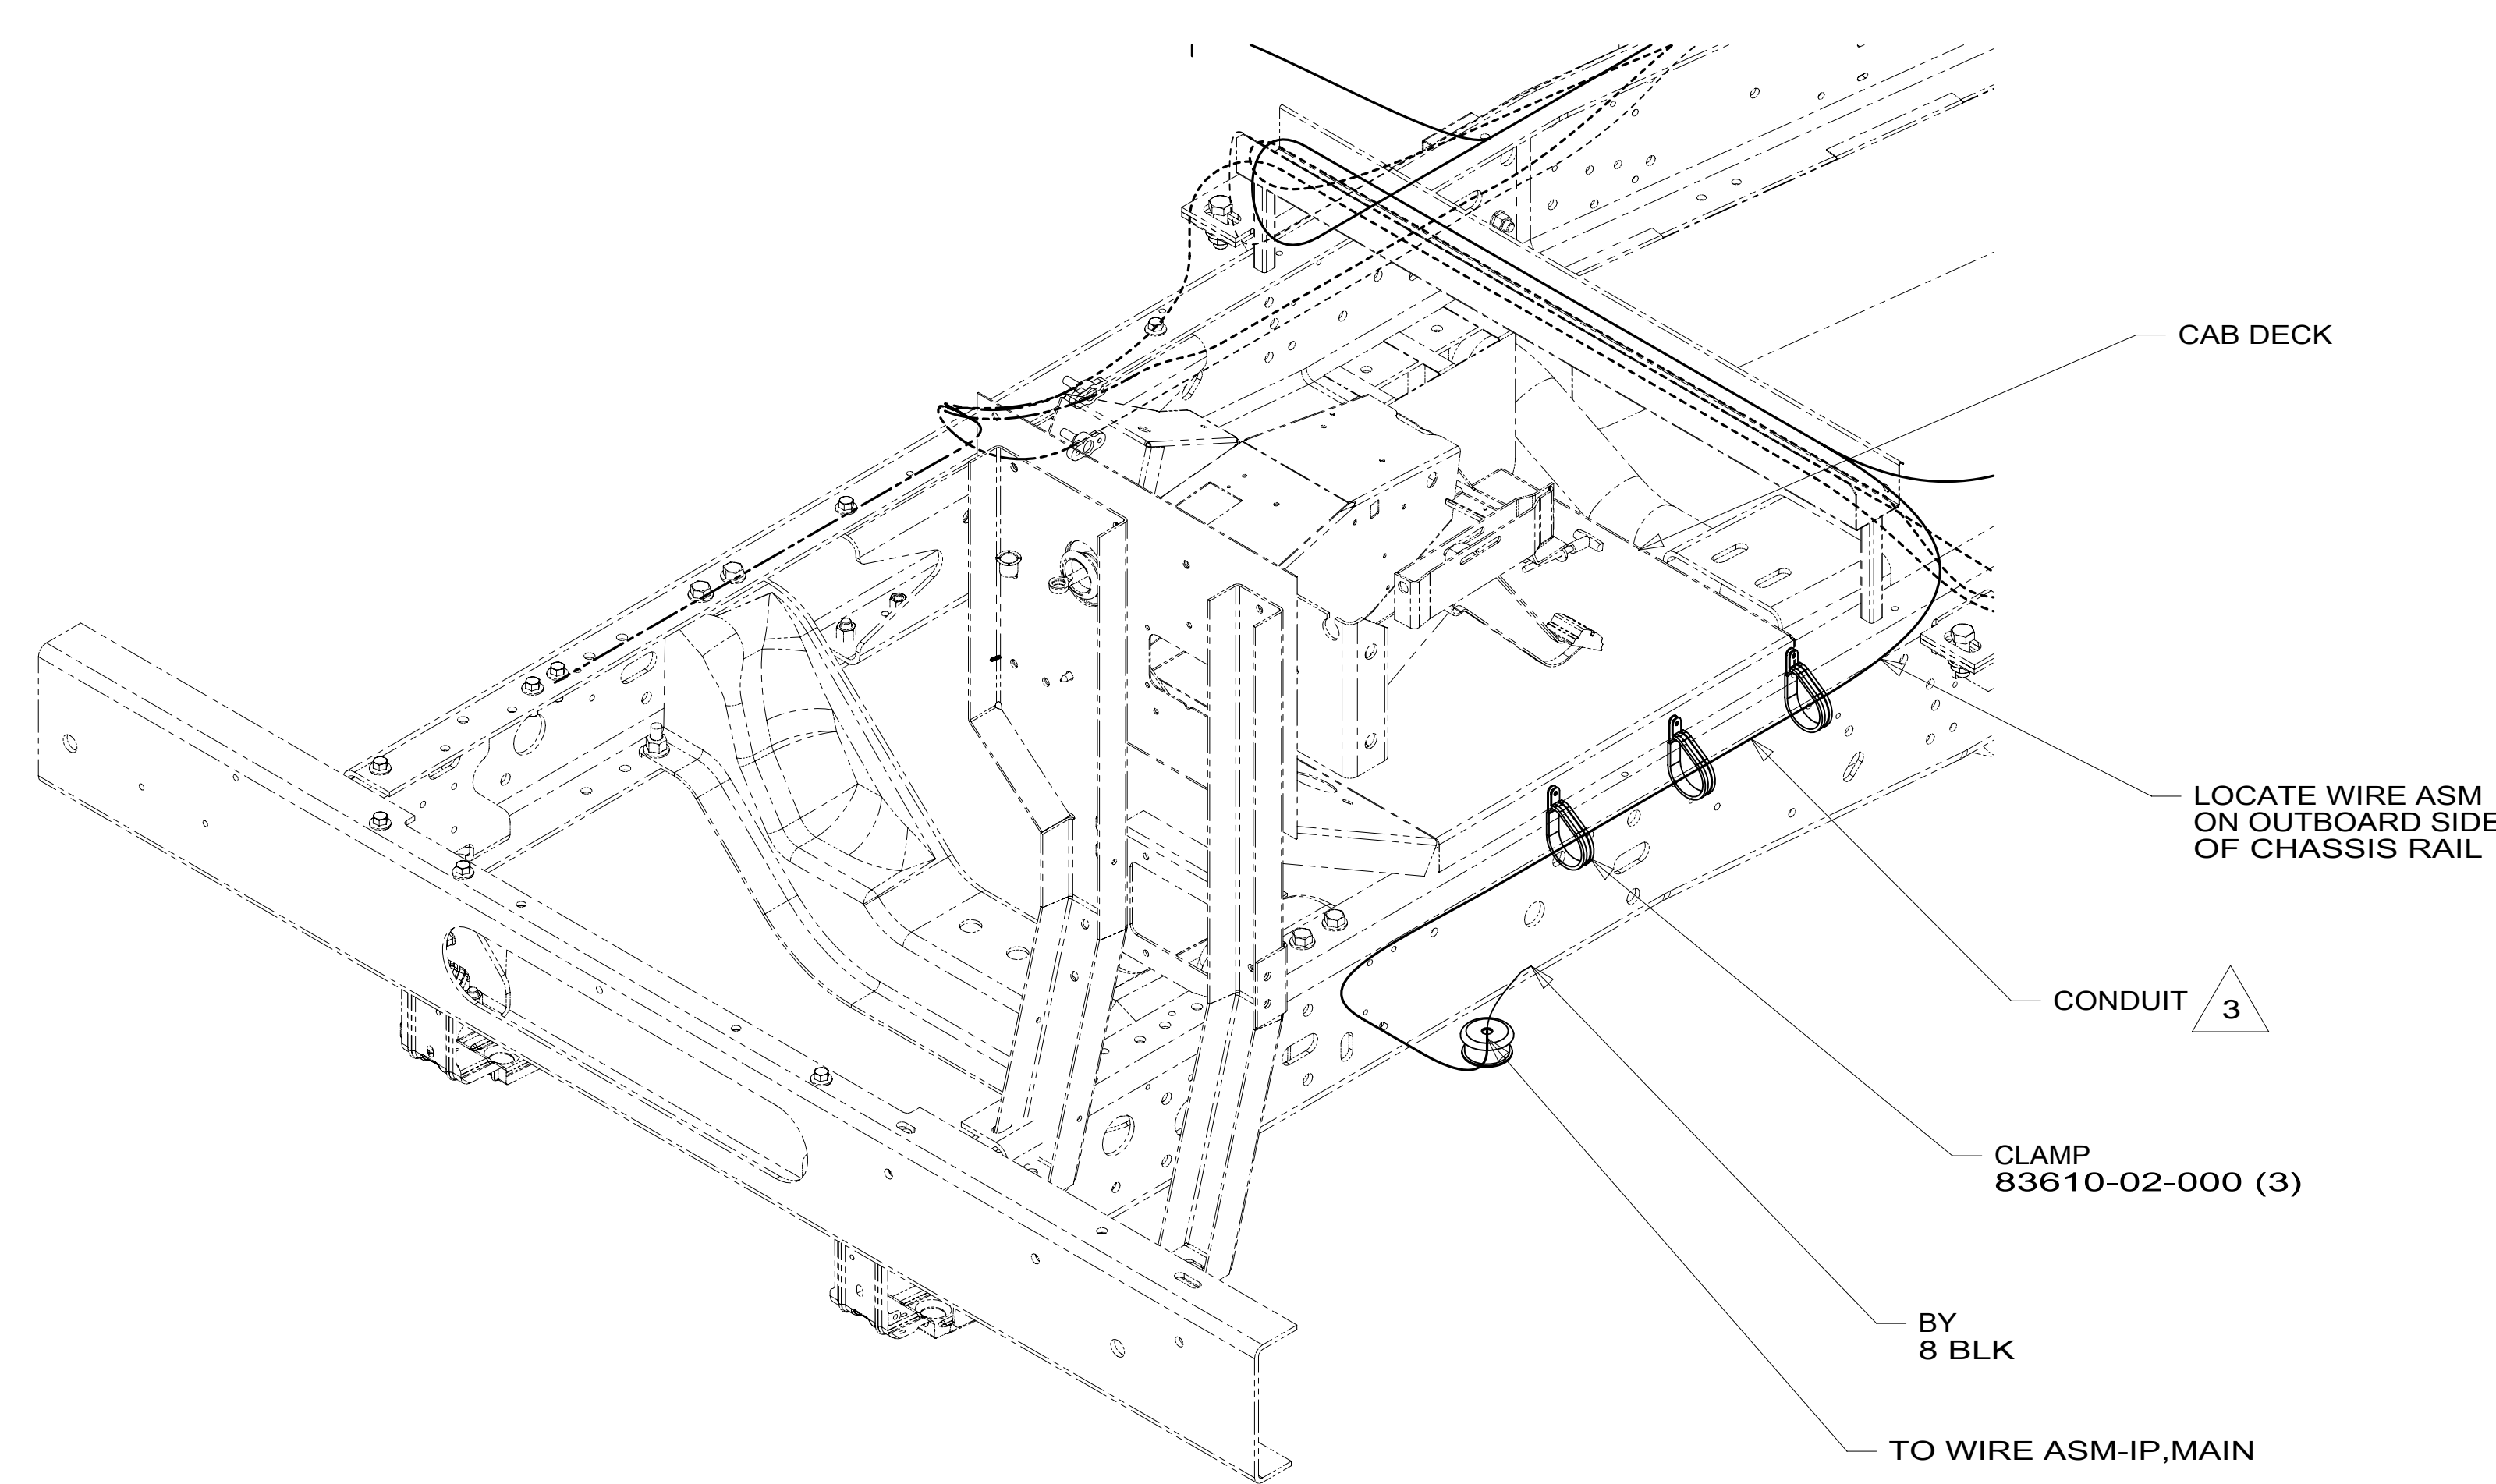 CAB DECK
LOCATE WIRE ASM
ON OUTBOARD SIDE
OF CHASSIS RAIL
CONDUIT 3
CLAMP
83610-02-000 (3)
BY
8 BLK
TO WIRE ASM-IP,MAIN